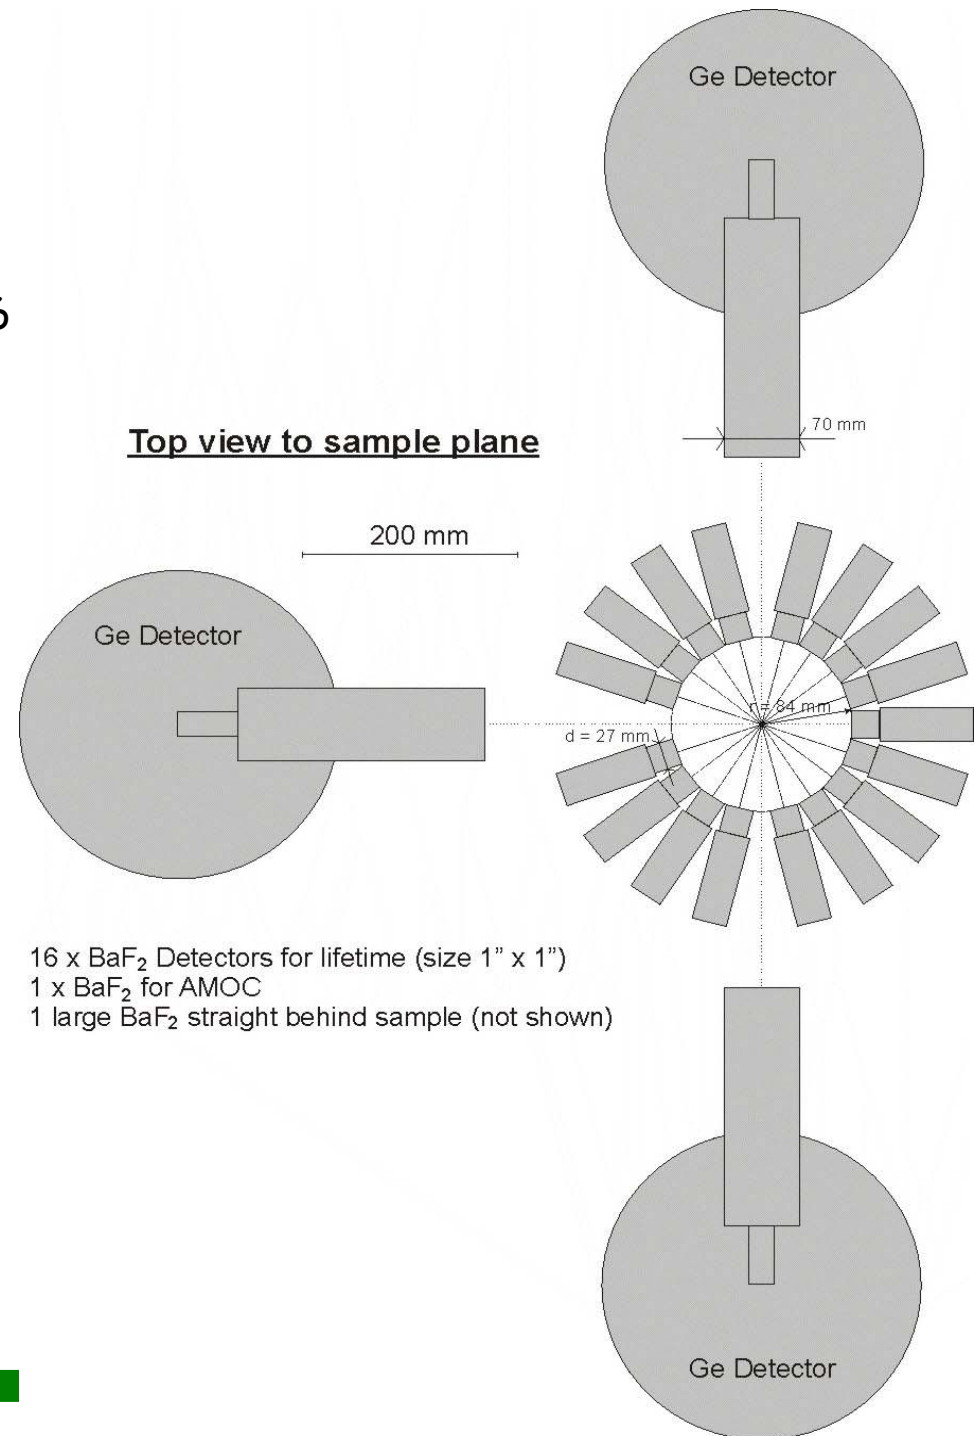 Ge Detector
Top view to sample plane
70 mm
200 mm
Ge Detector
r = 84 mm
d = 27 mm
16 x BaF₂ Detectors for lifetime (size 1” x 1”)
1 x BaF₂ for AMOC
1 large BaF₂ straight behind sample (not shown)
Ge Detector